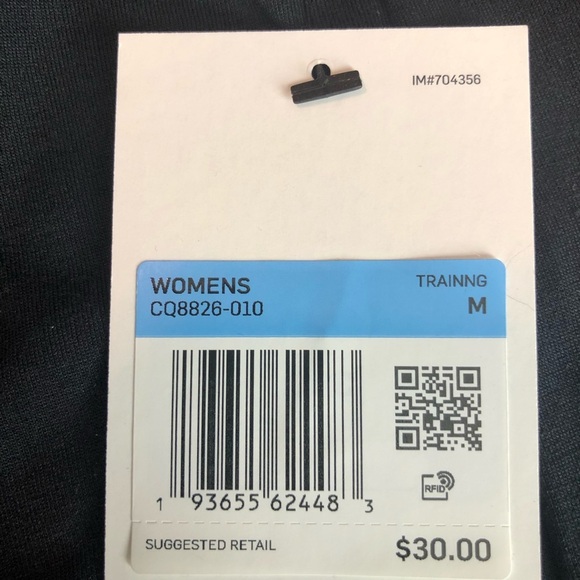 IM#704356
WOMENS
CQ8826-010
TRAINNG
M
RFID
1 93655 62448 3
SUGGESTED RETAIL
$30.00